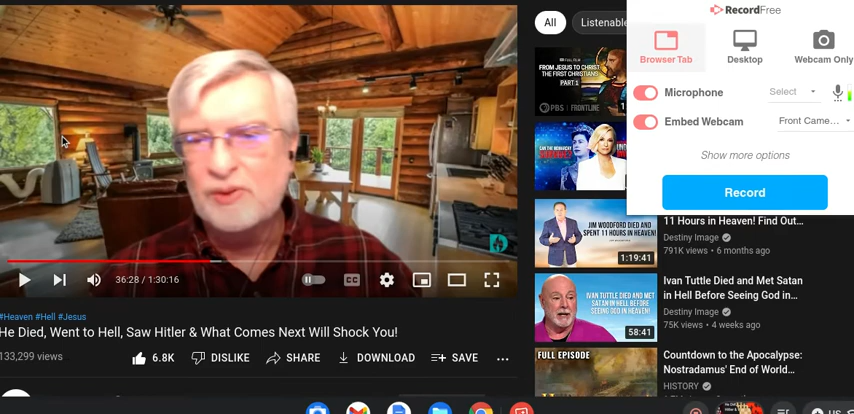 All
Listenable
RecordFree
Browser Tab
Desktop
Webcam Only
Microphone
Select
Embed Webcam
Front Came...
Show more options
Record
FROM JESUS TO CHRIST
THE FIRST CHRISTIANS
PART 1
PBS FRONTLINE
JIM WOODFORD DIED AND
SPENT 11 HOURS IN HEAVEN!
1:19:41
11 Hours in Heaven! Find Out...
Destiny Image
791K views • 6 months ago
IVAN TUTTLE DIED AND MET
SATAN IN HELL BEFORE
SEEING GOD IN HEAVEN!
58:41
Ivan Tuttle Died and Met Satan
in Hell Before Seeing God in...
Destiny Image
75K views • 4 weeks ago
FULL EPISODE
Countdown to the Apocalypse:
Nostradamus' End of World...
HISTORY
36:28 / 1:30:16
CC
#Heaven #Hell #Jesus
He Died, Went to Hell, Saw Hitler & What Comes Next Will Shock You!
133,299 views
6.8K
DISLIKE
SHARE
DOWNLOAD
SAVE
US